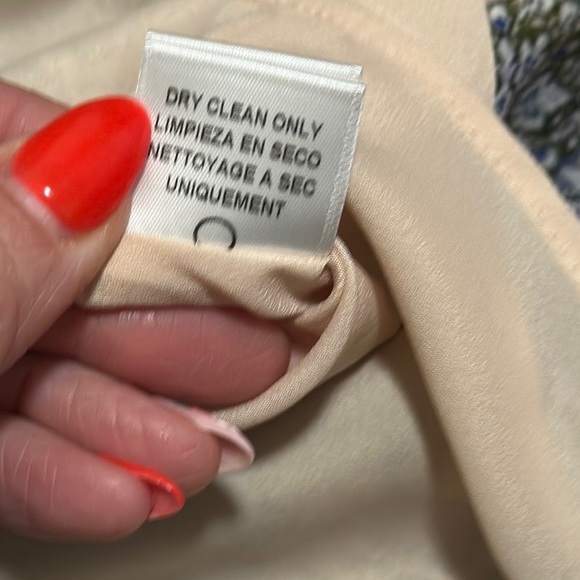 DRY CLEAN ONLY
LIMPIEZA EN SECO
NETTOYAGE A SEC
UNIQUEMENT